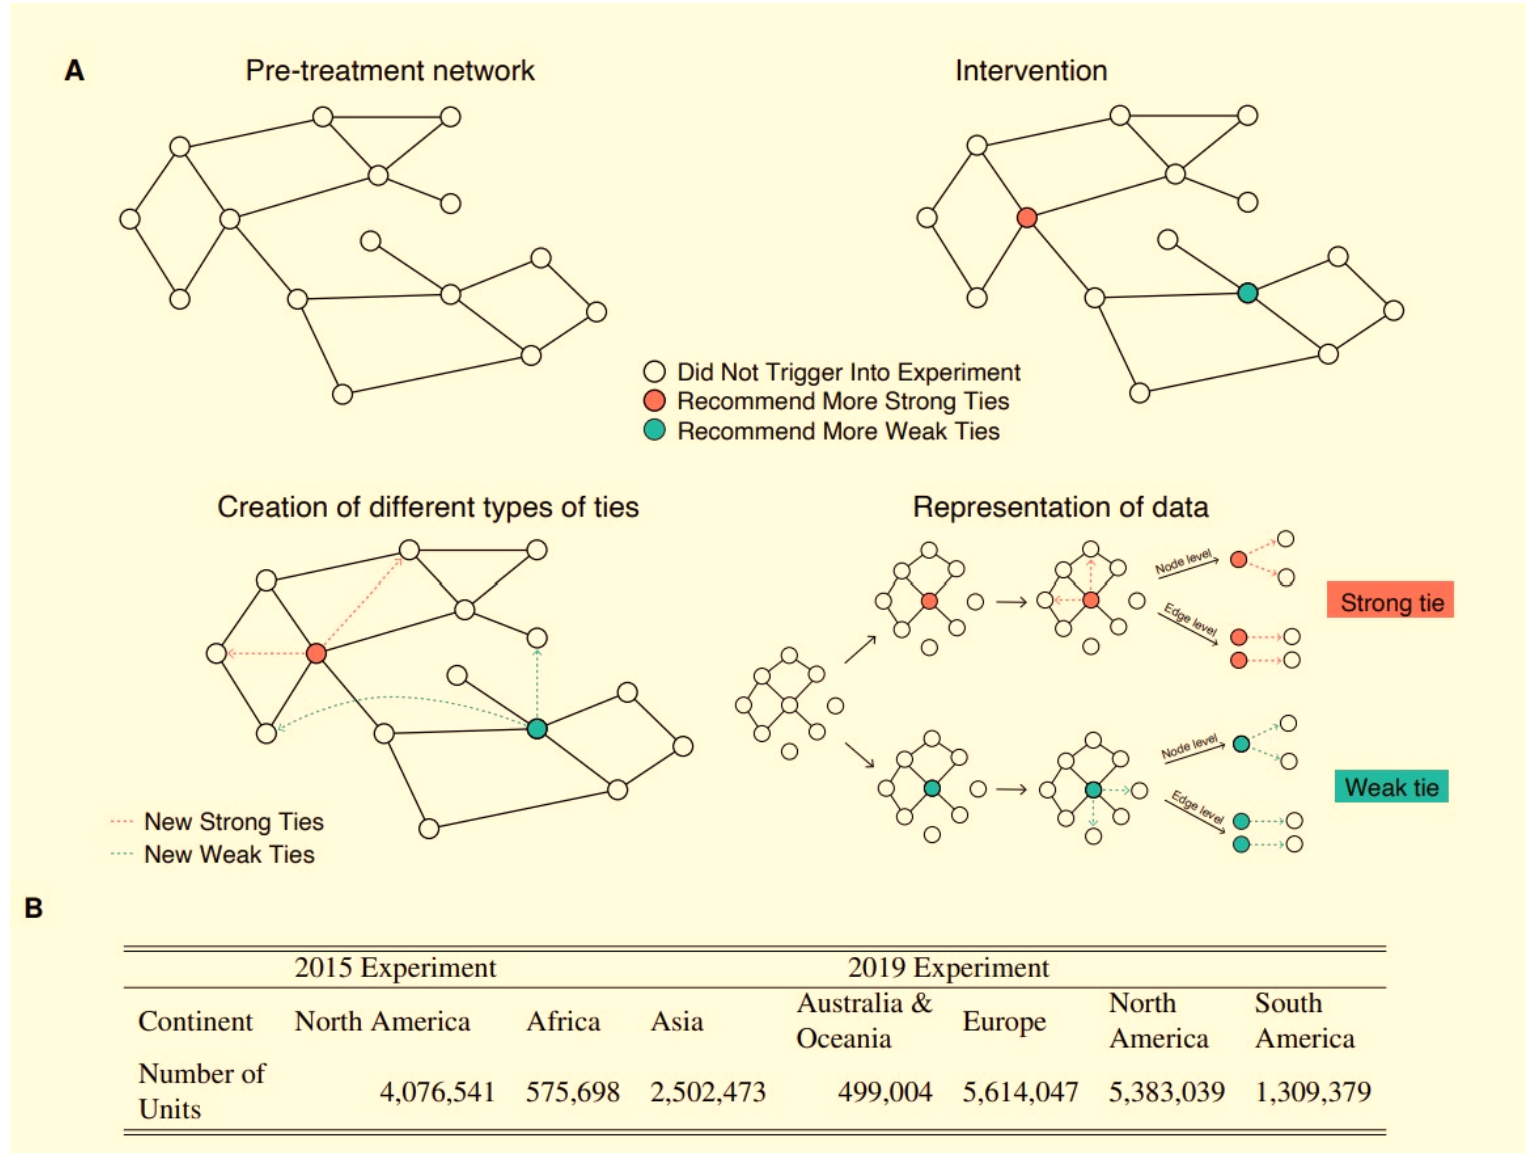 A
Pre-treatment network
Intervention
Did Not Trigger Into Experiment
Recommend More Strong Ties
Recommend More Weak Ties
Creation of different types of ties
Representation of data
Node level
Edge level
Strong tie
Node level
Edge level
Weak tie
New Strong Ties
New Weak Ties
B
2015 Experiment 2019 Experiment
Continent North America Africa Asia Australia & Oceania Europe North America South America
Number of Units 4,076,541 575,698 2,502,473 499,004 5,614,047 5,383,039 1,309,379